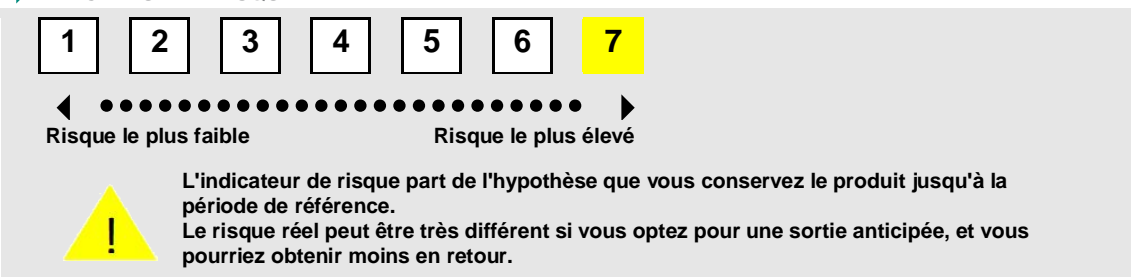 1 2 3 4 5 6 7
Risque le plus faible Risque le plus élevé
L'indicateur de risque part de l'hypothèse que vous conservez le produit jusqu'à la
période de référence.
Le risque réel peut être très différent si vous optez pour une sortie anticipée, et vous
! pourriez obtenir moins en retour.